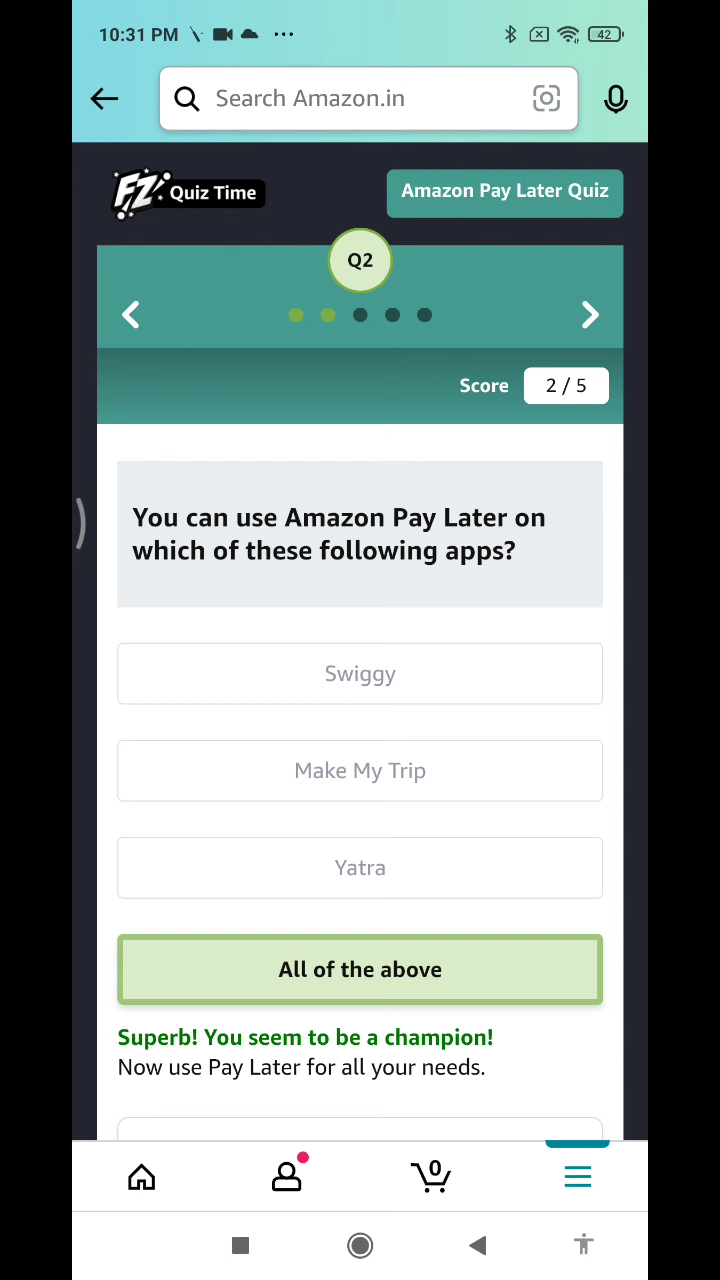 10:31 PM
42
Search Amazon.in
FZ Quiz Time
Amazon Pay Later Quiz
Q2
Score 2 / 5
You can use Amazon Pay Later on
which of these following apps?
Swiggy
Make My Trip
Yatra
All of the above
Superb! You seem to be a champion!
Now use Pay Later for all your needs.
0